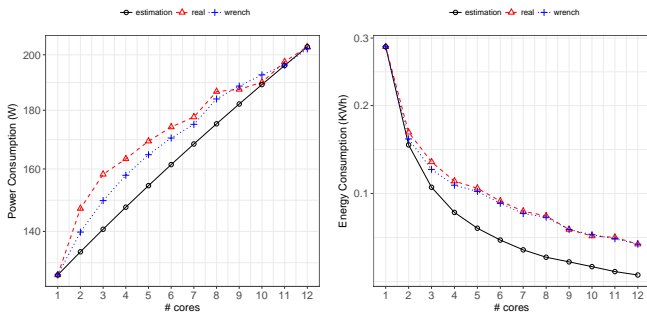 estimation real wrench
Power Consumption (W)
200
180
160
140
1 2 3 4 5 6 7 8 9 10 11 12
# cores
estimation real wrench
Energy Consumption (KWh)
0.3
0.2
0.1
1 2 3 4 5 6 7 8 9 10 11 12
# cores